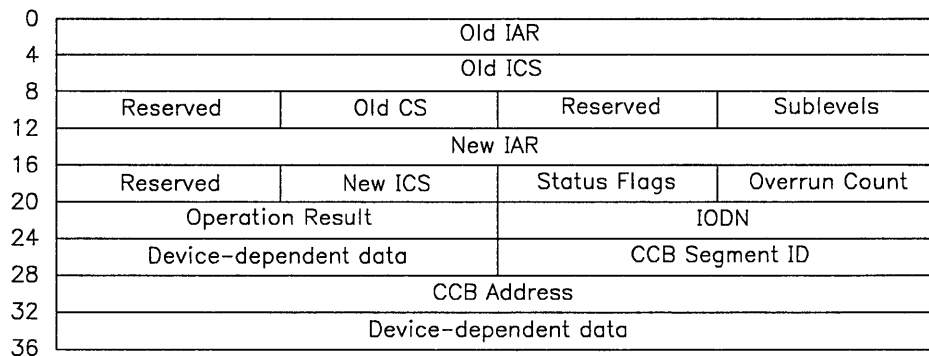 0
Old IAR
4
Old ICS
8
Reserved Old CS Reserved Sublevels
12
New IAR
16
Reserved New ICS Status Flags Overrun Count
20
Operation Result IODN
24
Device-dependent data CCB Segment ID
28
CCB Address
32
Device-dependent data
36